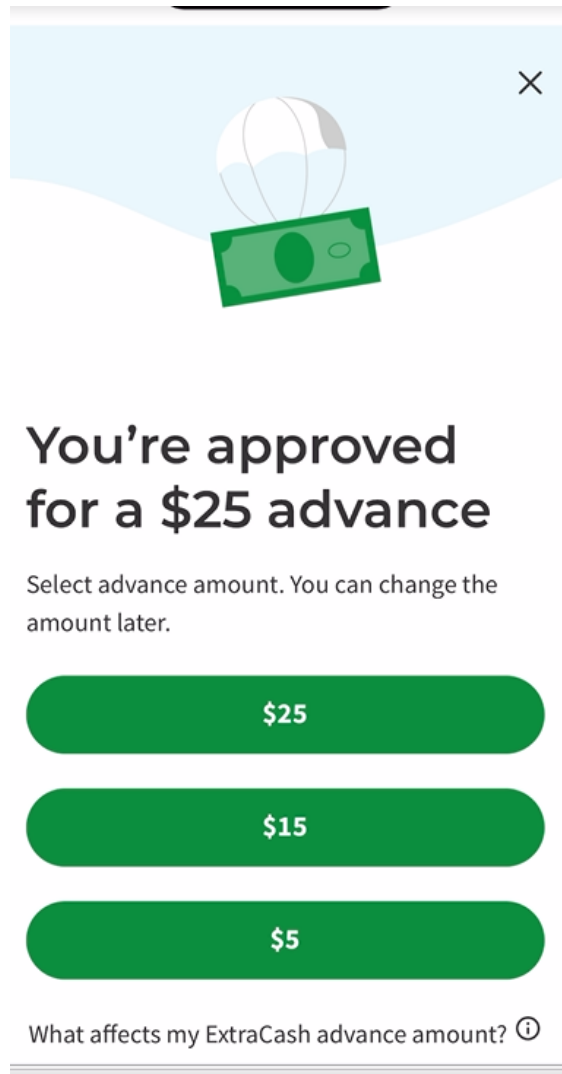 You’re approved
for a $25 advance
Select advance amount. You can change the
amount later.
$25
$15
$5
What affects my ExtraCash advance amount?